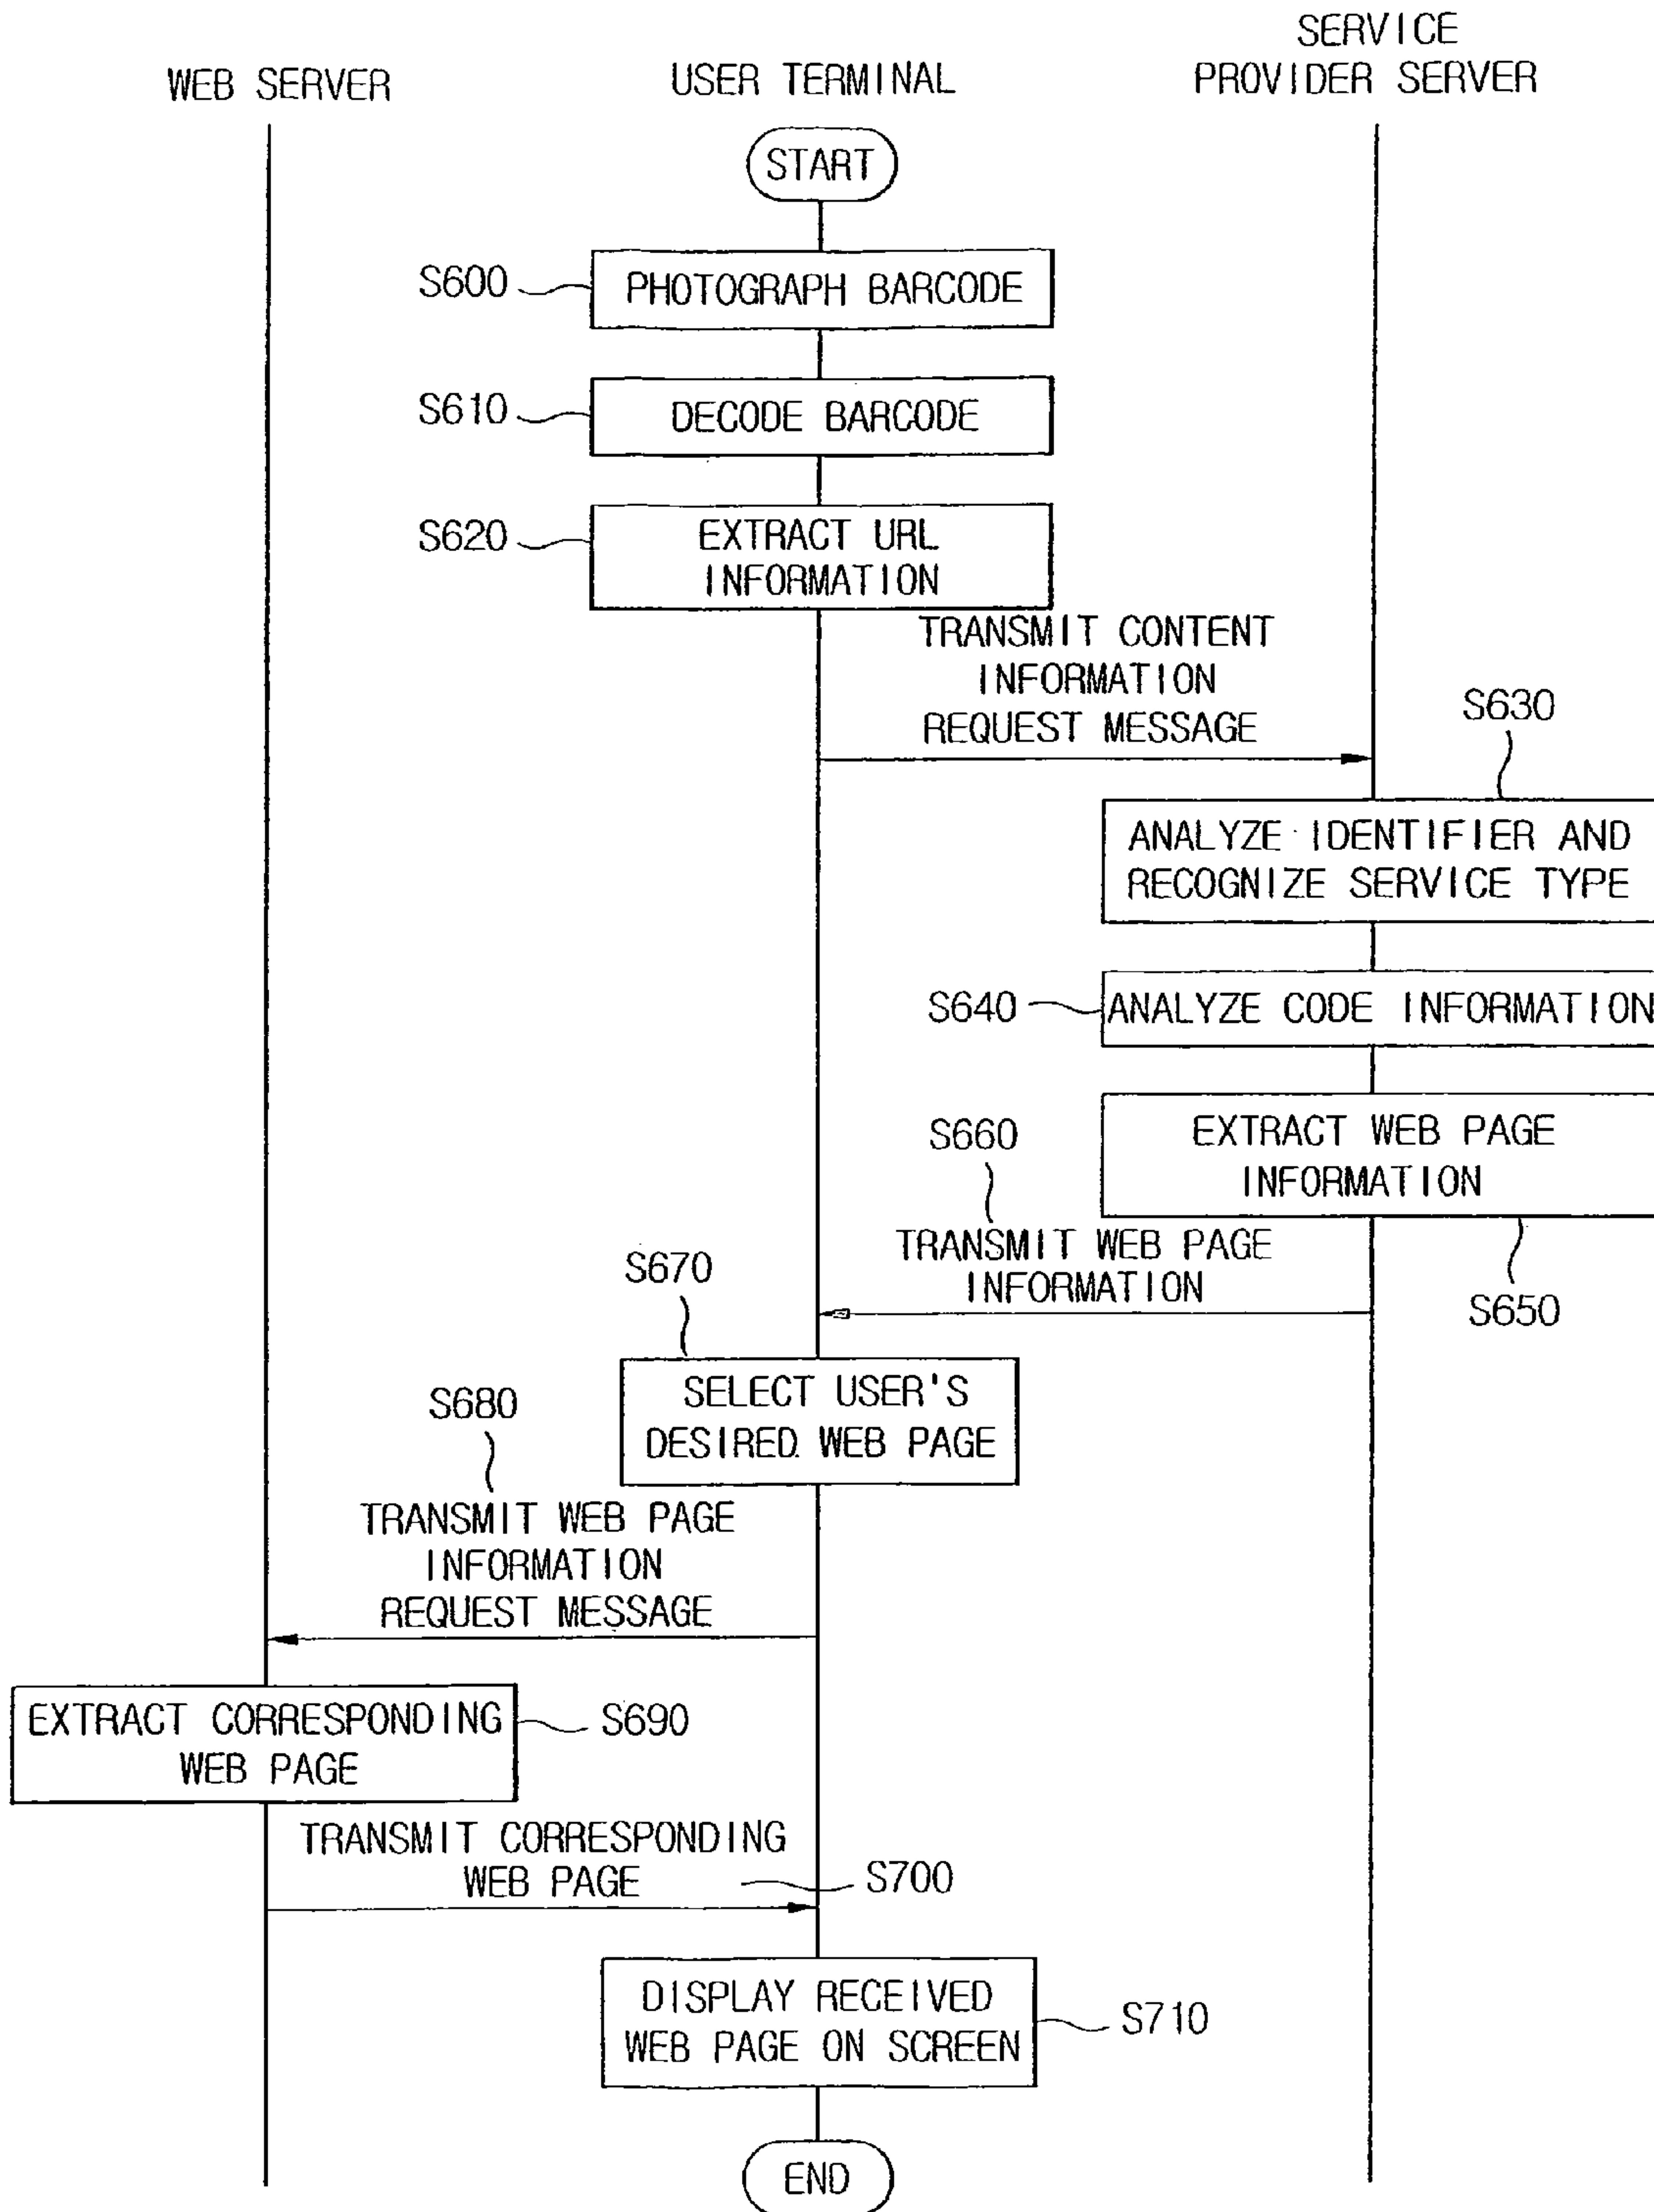 WEB SERVER
USER TERMINAL
SERVICE
PROVIDER SERVER
START
S600
PHOTOGRAPH BARCODE
S610
DECODE BARCODE
S620
EXTRACT URL
INFORMATION
TRANSMIT CONTENT
INFORMATION
REQUEST MESSAGE
S630
ANALYZE IDENTIFIER AND
RECOGNIZE SERVICE TYPE
S640
ANALYZE CODE INFORMATION
EXTRACT WEB PAGE
INFORMATION
S650
S660
TRANSMIT WEB PAGE
INFORMATION
S670
SELECT USER'S
DESIRED WEB PAGE
S680
TRANSMIT WEB PAGE
INFORMATION
REQUEST MESSAGE
EXTRACT CORRESPONDING
WEB PAGE
S690
TRANSMIT CORRESPONDING
WEB PAGE
S700
DISPLAY RECEIVED
WEB PAGE ON SCREEN
S710
END